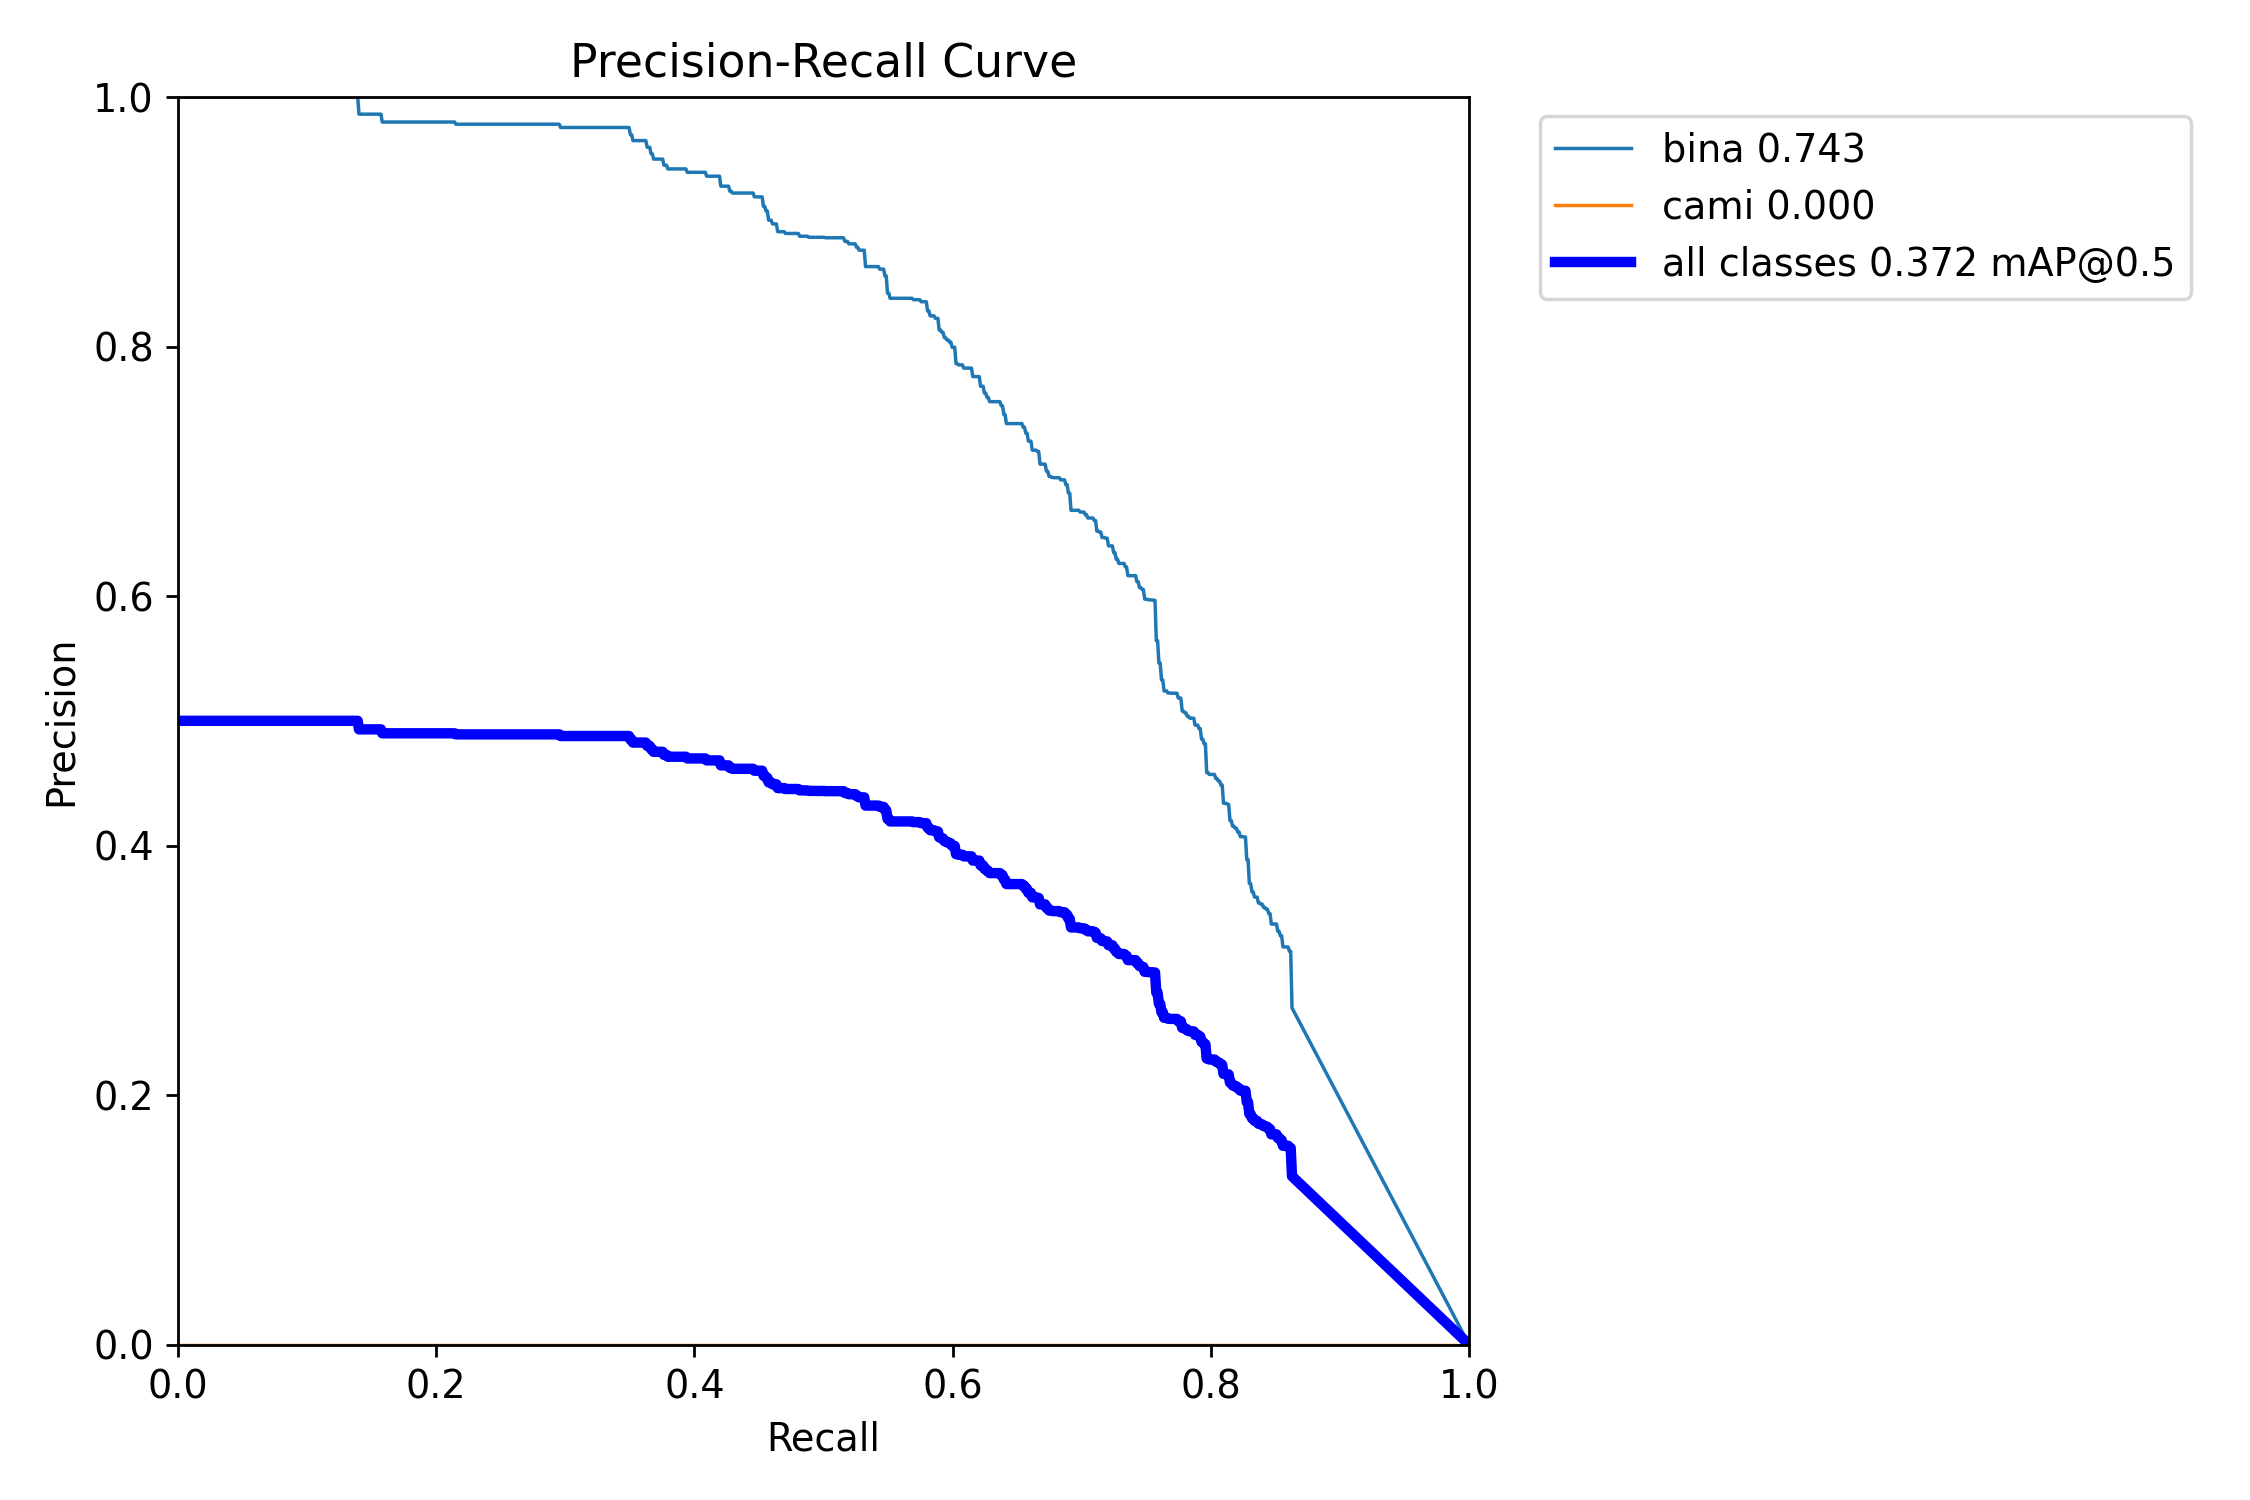 Precision-Recall Curve
1.0
0.8
0.6
0.4
0.2
0.0
Precision
0.0 0.2 0.4 0.6 0.8 1.0
Recall
bina 0.743
cami 0.000
all classes 0.372 mAP@0.5